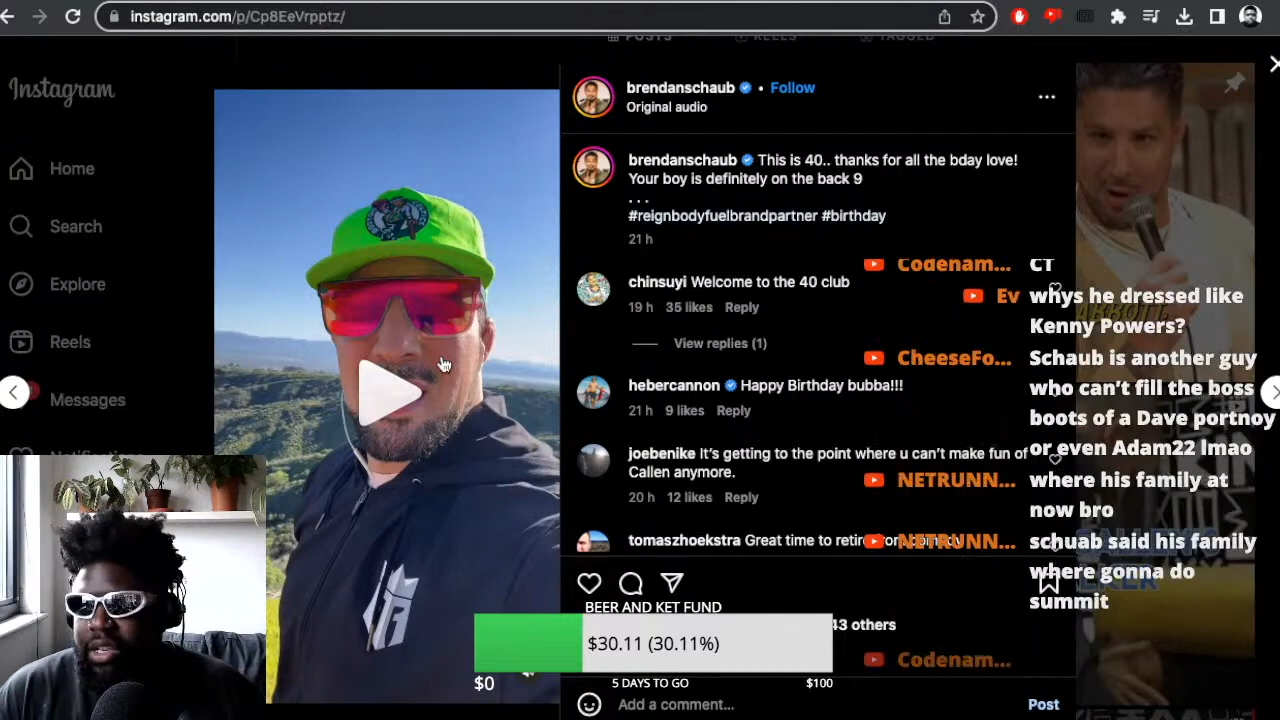 instagram.com/p/Cp8EeVrpptz/
POSTS
REELS
TAGGED
Instagram
Home
Search
Explore
Reels
Messages
brendanschaub • Follow
Original audio
brendanschaub This is 40.. thanks for all the bday love!
Your boy is definitely on the back 9
. . .
#reignbodyfuelbrandpartner #birthday
21 h
chinsuyi Welcome to the 40 club
19 h 35 likes Reply
View replies (1)
hebercannon Happy Birthday bubba!!!
21 h 9 likes Reply
joebenike It's getting to the point where u can't make fun of
Callen anymore.
20 h 12 likes Reply
tomaszhoekstra Great time to retire from comedy
Codenam... CT
Ev whys he dressed like
Kenny Powers?
CheeseFo... Schaub is another guy
who can't fill the boss
boots of a Dave portnoy
or even Adam22 lmao
NETRUNN... where his family at
now bro
NETRUNN... schuab said his family
where gonna do
summit
Codenam...
BEER AND KET FUND
43 others
$30.11 (30.11%)
$0
5 DAYS TO GO
$100
Add a comment...
Post